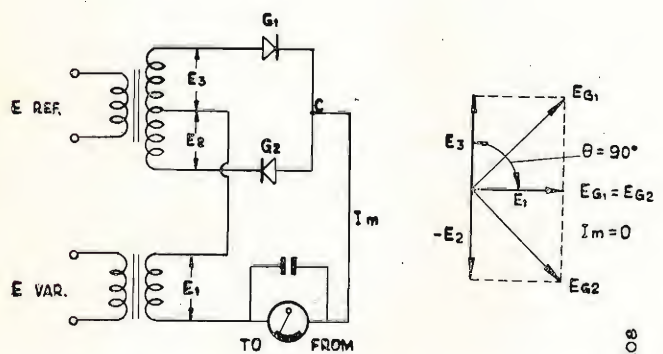 G1
E REF.
E3
E2
C
G2
Im
E VAR.
E1
TO FROM
EG1
E3
θ = 90°
E1
EG1 = EG2
-E2
Im = 0
EG2
08